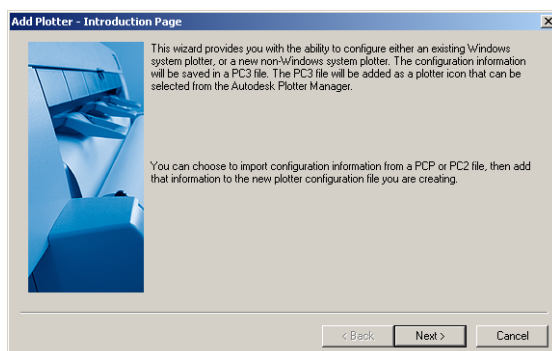 Add Plotter - Introduction Page
This wizard provides you with the ability to configure either an existing Windows
system plotter, or a new non-Windows system plotter. The configuration information
will be saved in a PC3 file. The PC3 file will be added as a plotter icon that can be
selected from the Autodesk Plotter Manager.
You can choose to import configuration information from a PCP or PC2 file, then add
that information to the new plotter configuration file you are creating.
< Back
Next >
Cancel